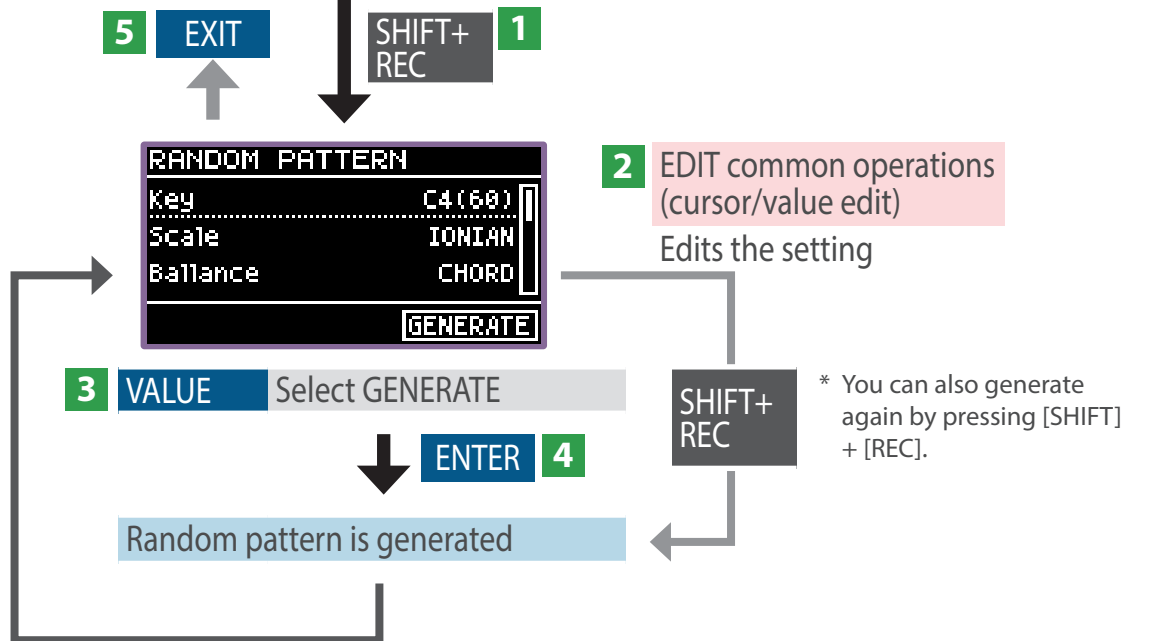 5 EXIT
SHIFT+
REC
1
RANDOM PATTERN
Key C4(60)
Scale IONIAN
Ballance CHORD
GENERATE
2 EDIT common operations
(cursor/value edit)
Edits the setting
3 VALUE Select GENERATE
ENTER 4
SHIFT+
REC
* You can also generate
again by pressing [SHIFT]
+ [REC].
Random pattern is generated